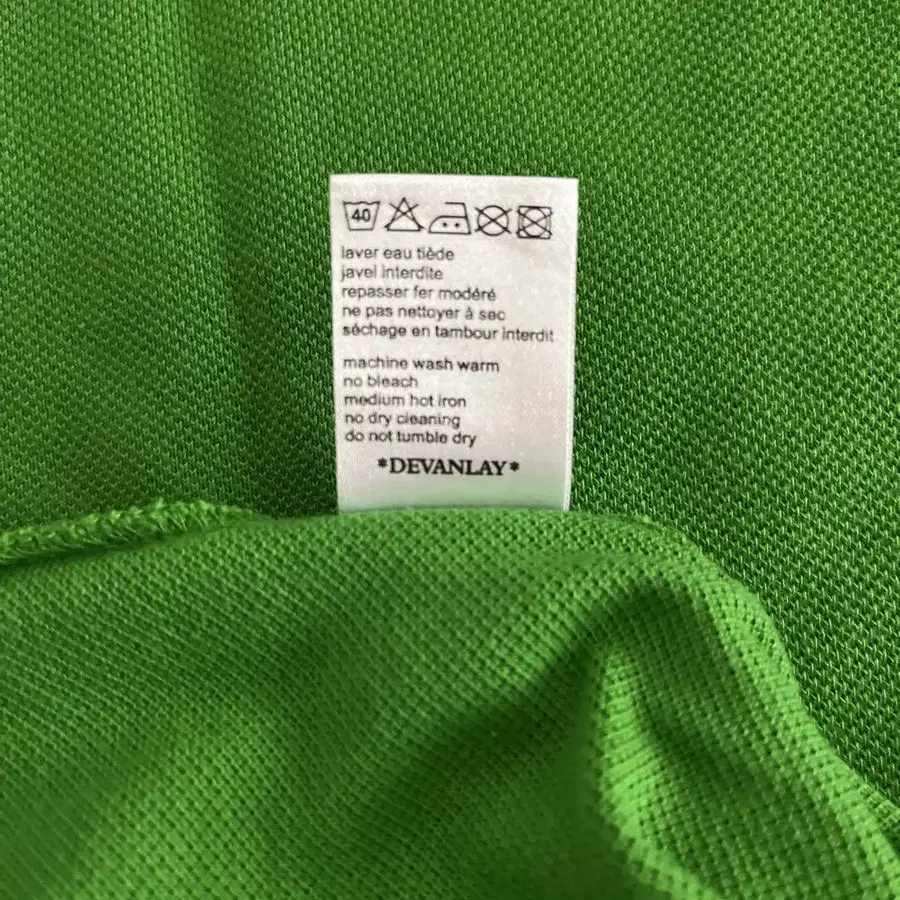 40
laver eau tiède
javel interdite
repasser fer modéré
ne pas nettoyer à sec
séchage en tambour interdit
machine wash warm
no bleach
medium hot iron
no dry cleaning
do not tumble dry
*DEVANLAY*